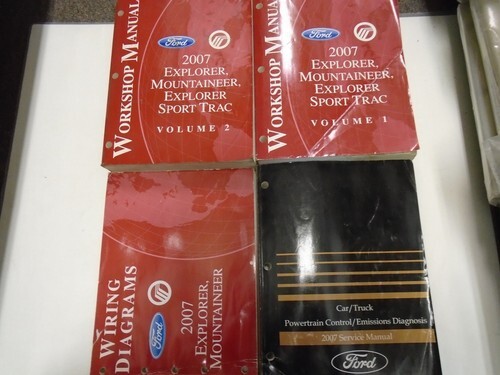 WORKSHOP MANUAL
Ford
2007
EXPLORER,
MOUNTAINEER,
EXPLORER
SPORT TRAC
VOLUME 2
WORKSHOP MANUAL
Ford
2007
EXPLORER,
MOUNTAINEER,
EXPLORER
SPORT TRAC
VOLUME 1
WIRING
DIAGRAMS
Ford
2007
EXPLORER,
MOUNTAINEER
Car/Truck
Powertrain Control/Emissions Diagnosis
2007 Service Manual
Ford